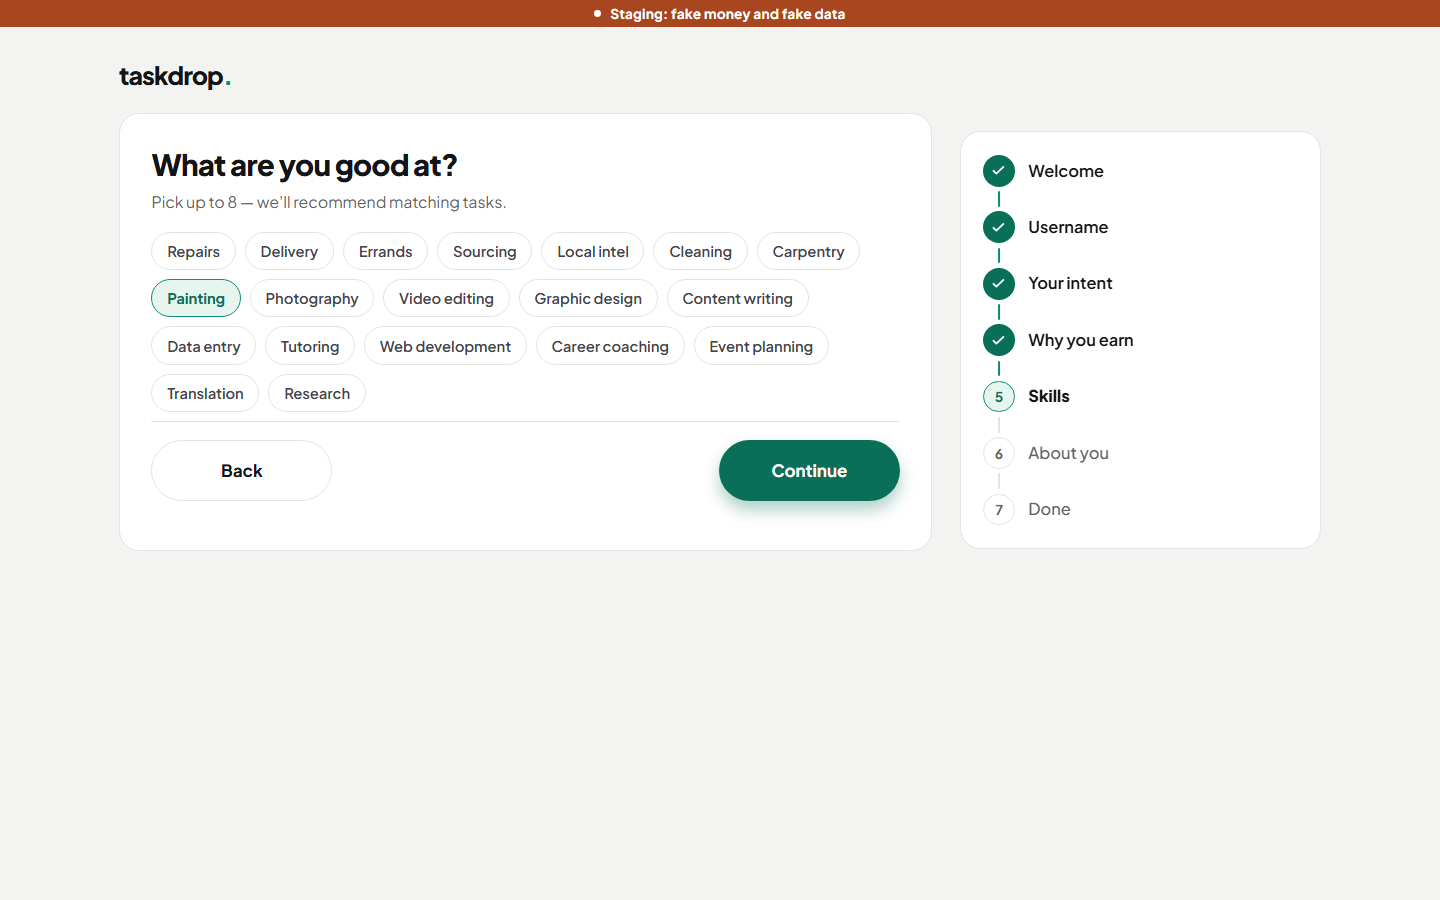 Staging: fake money and fake data
taskdrop.
What are you good at?
Pick up to 8 — we'll recommend matching tasks.
Repairs Delivery Errands Sourcing Local intel Cleaning Carpentry
Painting Photography Video editing Graphic design Content writing
Data entry Tutoring Web development Career coaching Event planning
Translation Research
Back Continue
Welcome
Username
Your intent
Why you earn
5 Skills
6 About you
7 Done